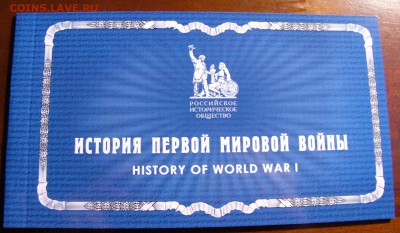 COINS.LAVE.RU
РОССИЙСКОЕ
ИСТОРИЧЕСКОЕ
ОБЩЕСТВО
ИСТОРИЯ ПЕРВОЙ МИРОВОЙ ВОЙНЫ
HISTORY OF WORLD WAR I